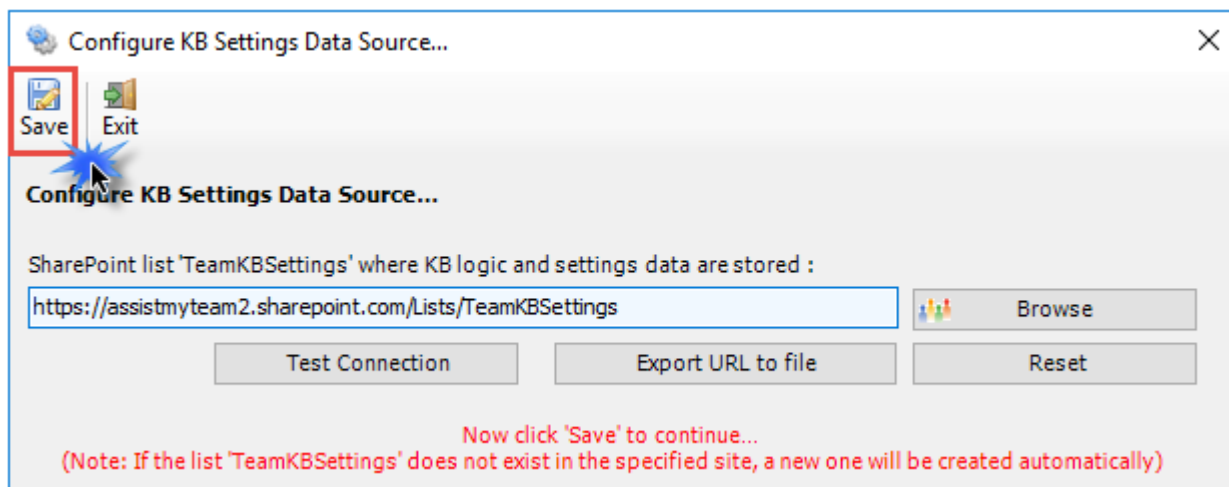 Configure KB Settings Data Source...
Save
Exit
Configure KB Settings Data Source...
SharePoint list 'TeamKBSettings' where KB logic and settings data are stored :
https://assistmyteam2.sharepoint.com/Lists/TeamKBSettings
Browse
Test Connection
Export URL to file
Reset
Now click 'Save' to continue...
(Note: If the list 'TeamKBSettings' does not exist in the specified site, a new one will be created automatically)